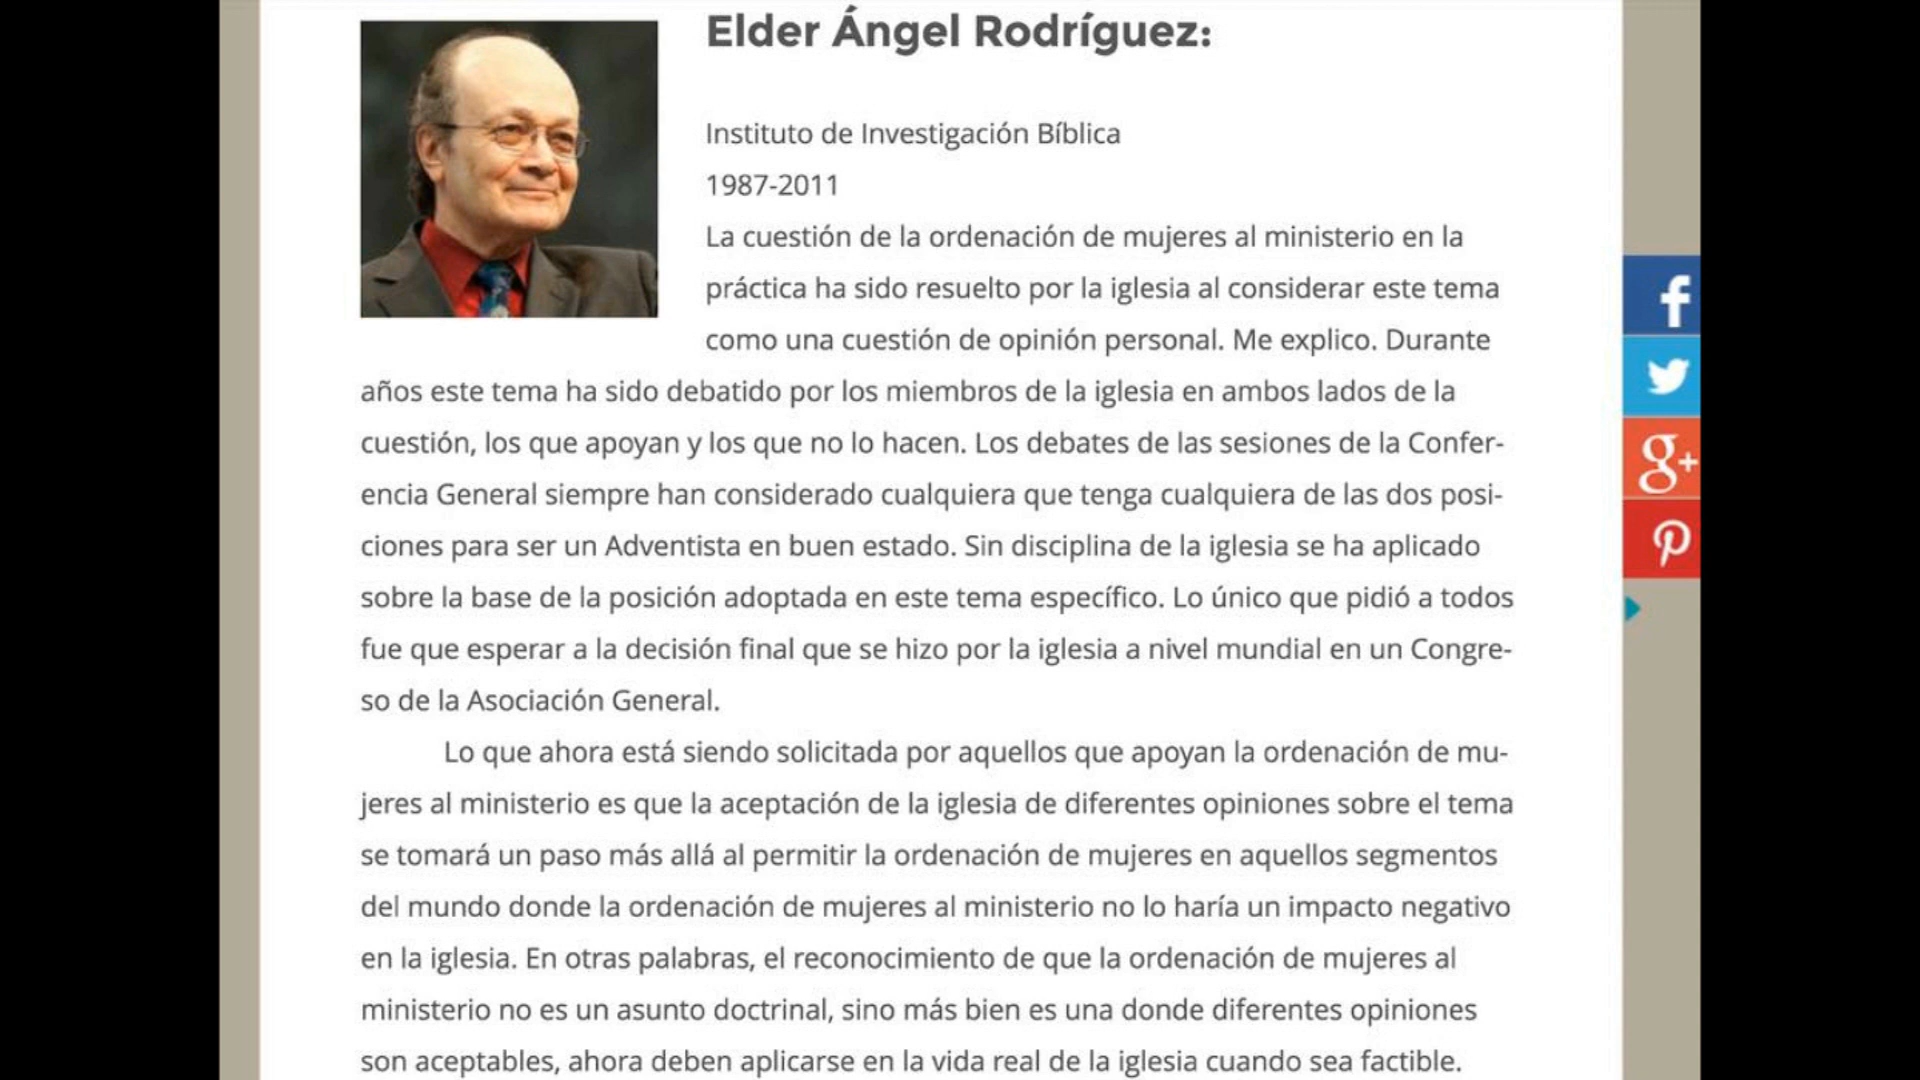 Elder Ángel Rodríguez:
Instituto de Investigación Bíblica
1987-2011
La cuestión de la ordenación de mujeres al ministerio en la
práctica ha sido resuelto por la iglesia al considerar este tema
como una cuestión de opinión personal. Me explico. Durante
años este tema ha sido debatido por los miembros de la iglesia en ambos lados de la
cuestión, los que apoyan y los que no lo hacen. Los debates de las sesiones de la Confer-
encia General siempre han considerado cualquiera que tenga cualquiera de las dos posi-
ciones para ser un Adventista en buen estado. Sin disciplina de la iglesia se ha aplicado
sobre la base de la posición adoptada en este tema específico. Lo único que pidió a todos
fue que esperar a la decisión final que se hizo por la iglesia a nivel mundial en un Congre-
so de la Asociación General.
Lo que ahora está siendo solicitada por aquellos que apoyan la ordenación de mu-
jeres al ministerio es que la aceptación de la iglesia de diferentes opiniones sobre el tema
se tomará un paso más allá al permitir la ordenación de mujeres en aquellos segmentos
del mundo donde la ordenación de mujeres al ministerio no lo haría un impacto negativo
en la iglesia. En otras palabras, el reconocimiento de que la ordenación de mujeres al
ministerio no es un asunto doctrinal, sino más bien es una donde diferentes opiniones
son aceptables, ahora deben aplicarse en la vida real de la iglesia cuando sea factible.
f
g+